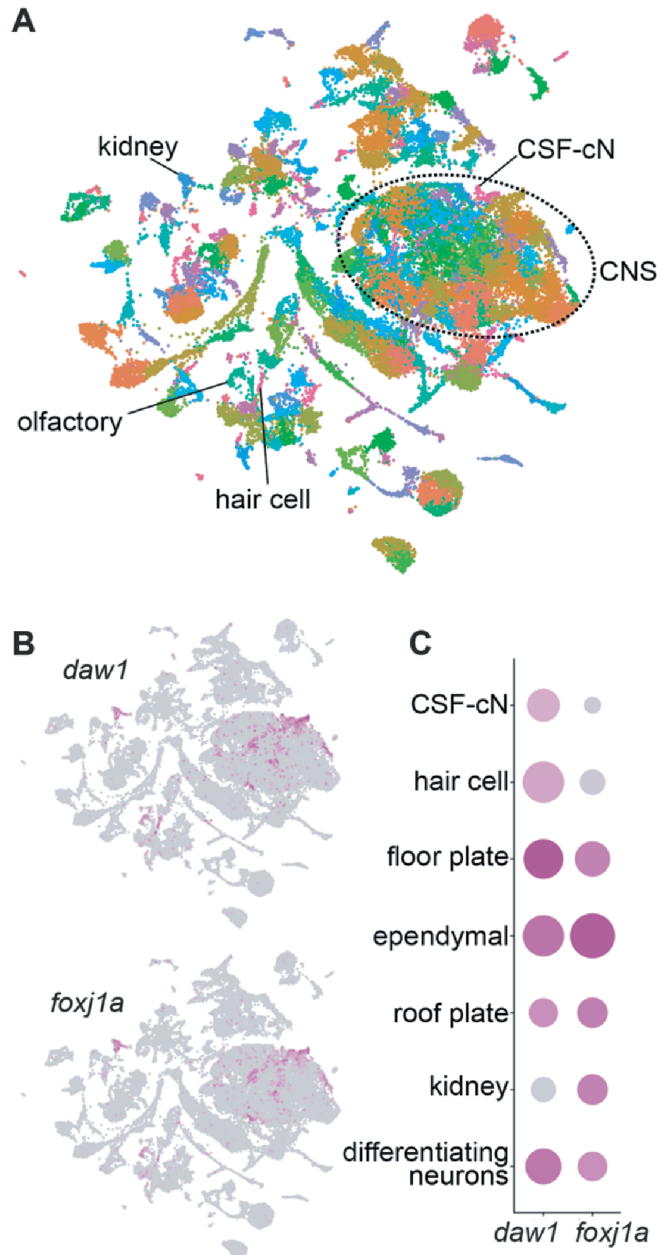 A
kidney
CSF-cN
CNS
olfactory
hair cell
B
daw1
foxj1a
C
CSF-cN
hair cell
floor plate
ependymal
roof plate
kidney
differentiating
neurons
daw1 foxj1a